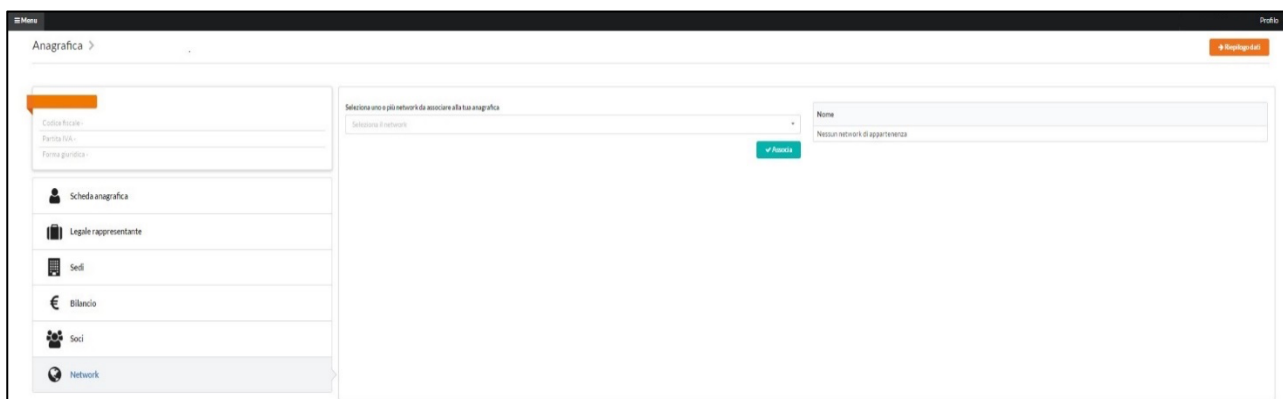 Menu
Profilo
Anagrafica >
Riepilogo dati
Codice fiscale -
Partita IVA -
Forma giuridica -
Scheda anagrafica
Legale rappresentante
Sedi
Bilancio
Soci
Network
Seleziona uno o più network da associare alla tua anagrafica
Seleziona il network
Associa
Nome
Nessun network di appartenenza